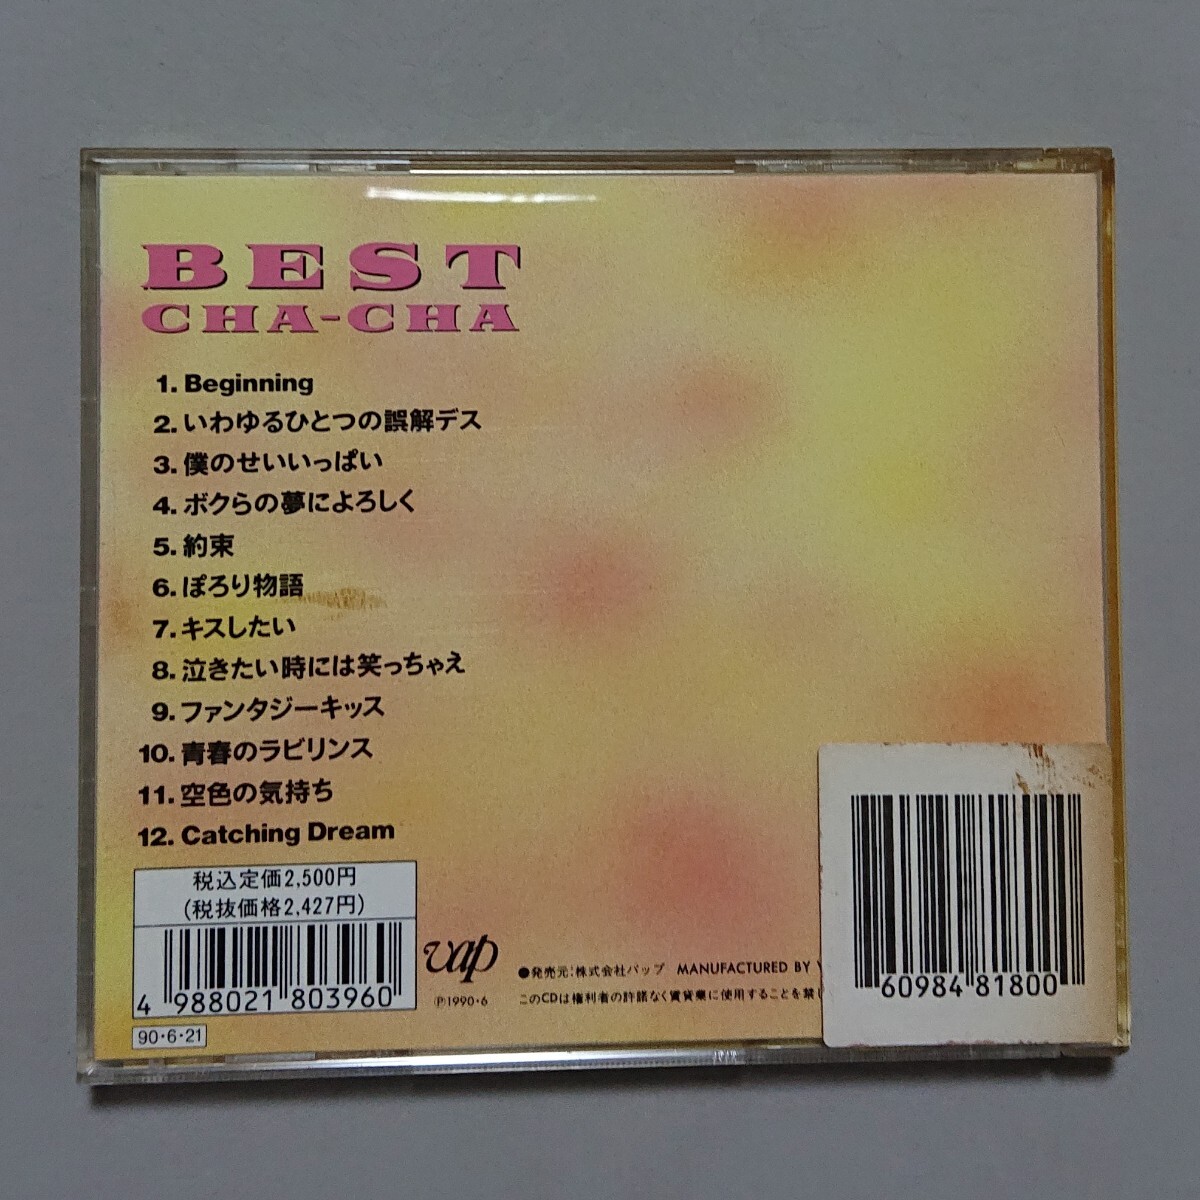 BEST
CHA-CHA
1. Beginning
2. いわゆるひとつの誤解デス
3. 僕のせいいっぱい
4. ボクらの夢によろしく
5. 約束
6. ぽろり物語
7. キスしたい
8. 泣きたい時には笑っちゃえ
9. ファンタジーキッス
10. 青春のラビリンス
11. 空色の気持ち
12. Catching Dream
税込定価2,500円
(税抜価格2,427円)
4 988021 803960
90・6・21
vap
Ⓟ1990・6
●発売元:株式会社バップ MANUFACTURED BY
このCDは権利者の許諾なく賃貸業に使用することを禁じ
60984 81800